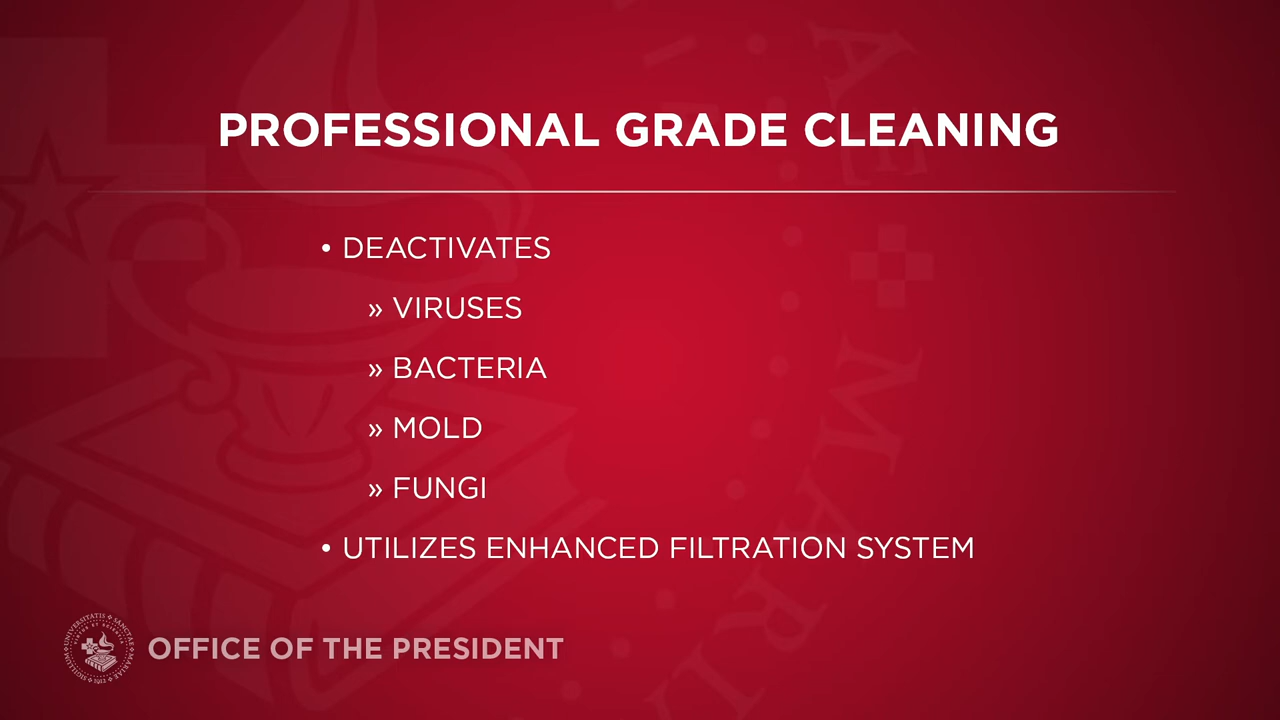 PROFESSIONAL GRADE CLEANING
• DEACTIVATES
» VIRUSES
» BACTERIA
» MOLD
» FUNGI
• UTILIZES ENHANCED FILTRATION SYSTEM
OFFICE OF THE PRESIDENT